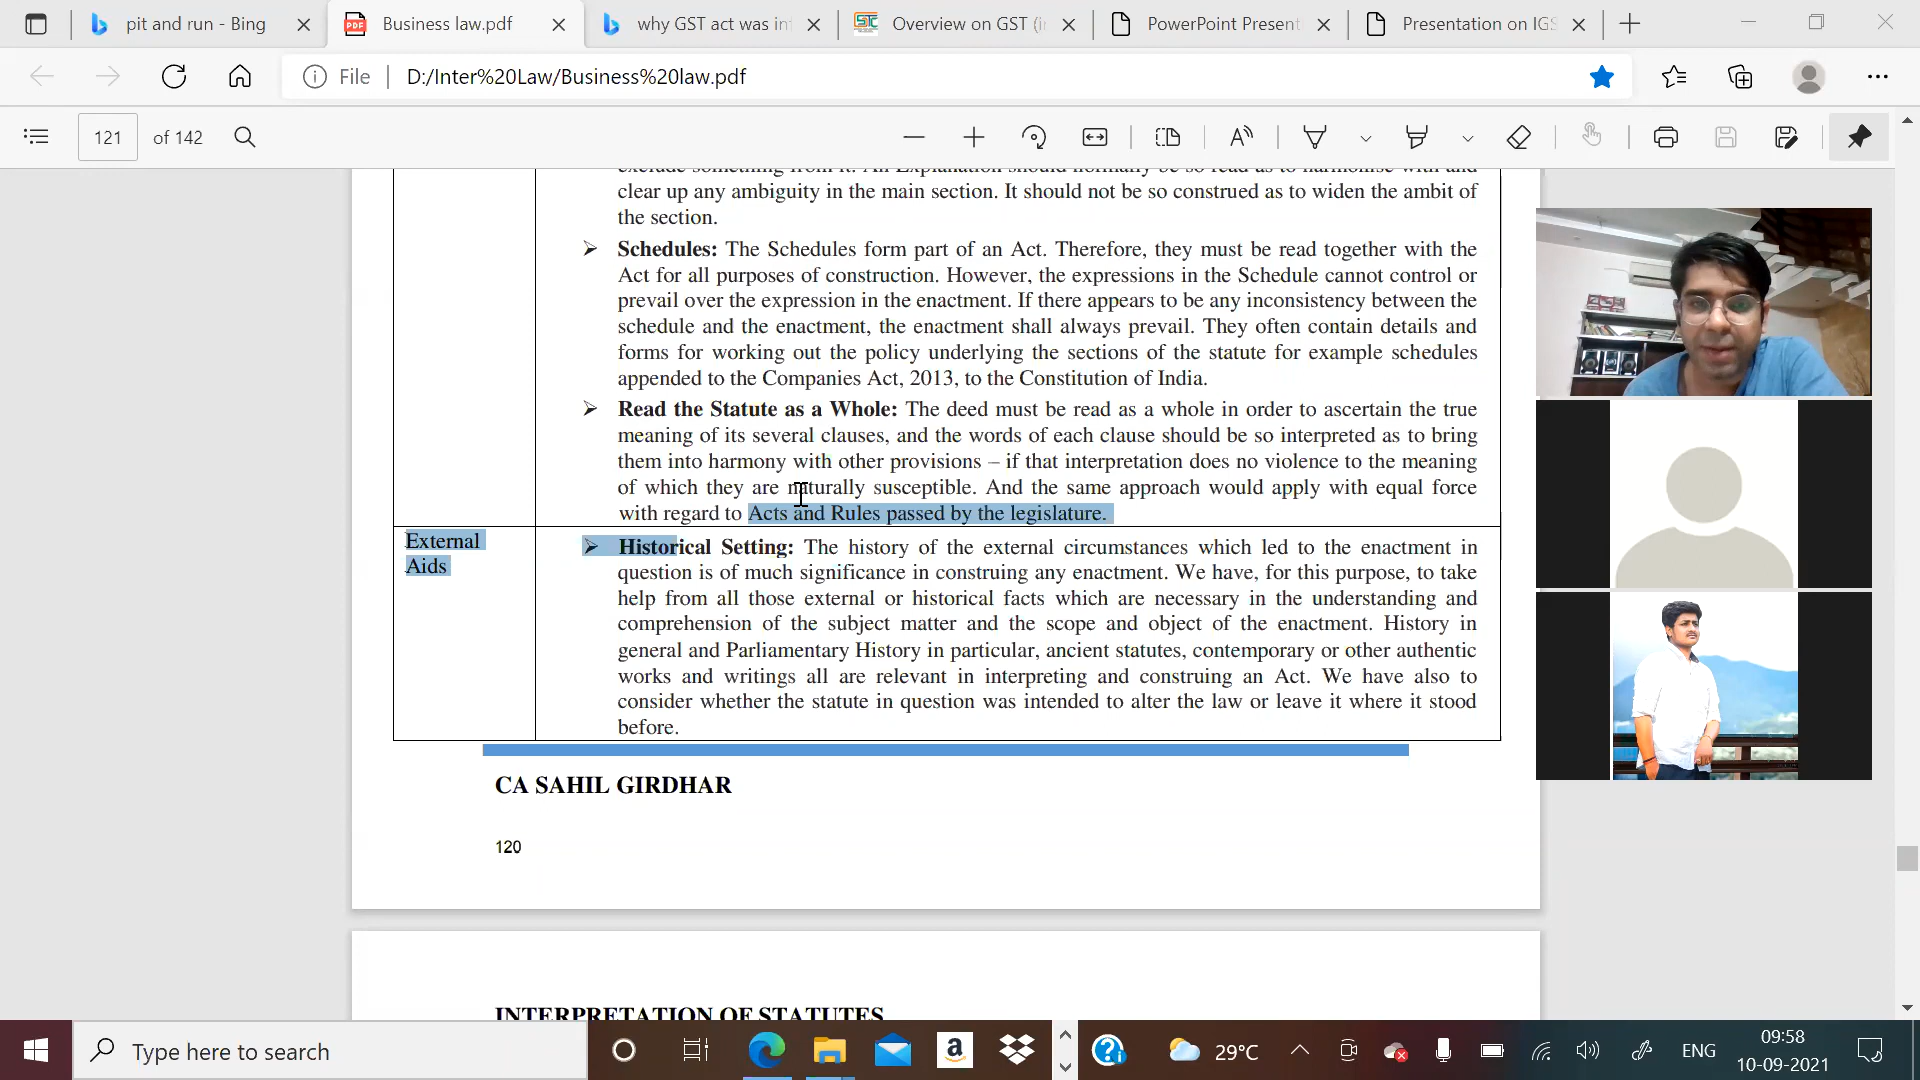 pit and run - Bing
Business law.pdf
why GST act was in
Overview on GST (i
PowerPoint Present
Presentation on IGS
File
D:/Inter%20Law/Business%20law.pdf
121 of 142
exclude something from it. An Explanation should normally be so read as to harmonise with and
clear up any ambiguity in the main section. It should not be so construed as to widen the ambit of
the section.
➢ Schedules: The Schedules form part of an Act. Therefore, they must be read together with the
Act for all purposes of construction. However, the expressions in the Schedule cannot control or
prevail over the expression in the enactment. If there appears to be any inconsistency between the
schedule and the enactment, the enactment shall always prevail. They often contain details and
forms for working out the policy underlying the sections of the statute for example schedules
appended to the Companies Act, 2013, to the Constitution of India.
➢ Read the Statute as a Whole: The deed must be read as a whole in order to ascertain the true
meaning of its several clauses, and the words of each clause should be so interpreted as to bring
them into harmony with other provisions – if that interpretation does no violence to the meaning
of which they are naturally susceptible. And the same approach would apply with equal force
with regard to Acts and Rules passed by the legislature.
External
Aids
➢ Historical Setting: The history of the external circumstances which led to the enactment in
question is of much significance in construing any enactment. We have, for this purpose, to take
help from all those external or historical facts which are necessary in the understanding and
comprehension of the subject matter and the scope and object of the enactment. History in
general and Parliamentary History in particular, ancient statutes, contemporary or other authentic
works and writings all are relevant in interpreting and construing an Act. We have also to
consider whether the statute in question was intended to alter the law or leave it where it stood
before.
CA SAHIL GIRDHAR
120
INTERPRETATION OF STATUTES
Type here to search
29°C
ENG
09:58
10-09-2021